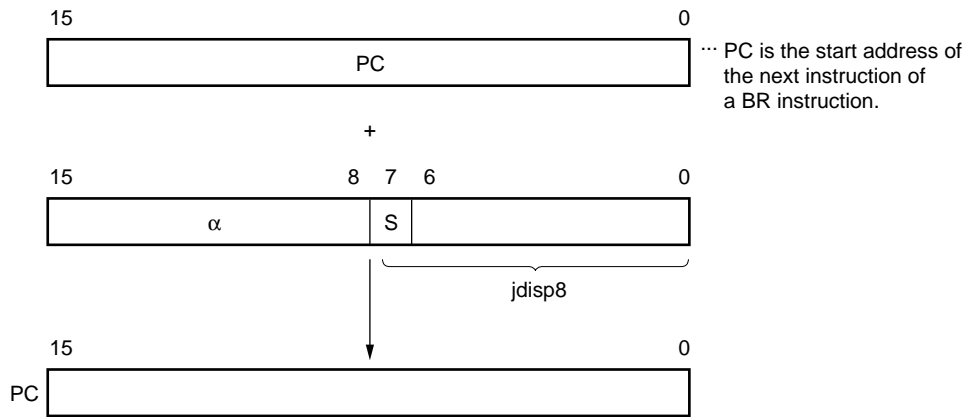 15 0
PC
... PC is the start address of
the next instruction of
a BR instruction.
+
15 8 7 6 0
α S
jdisp8
15 0
PC